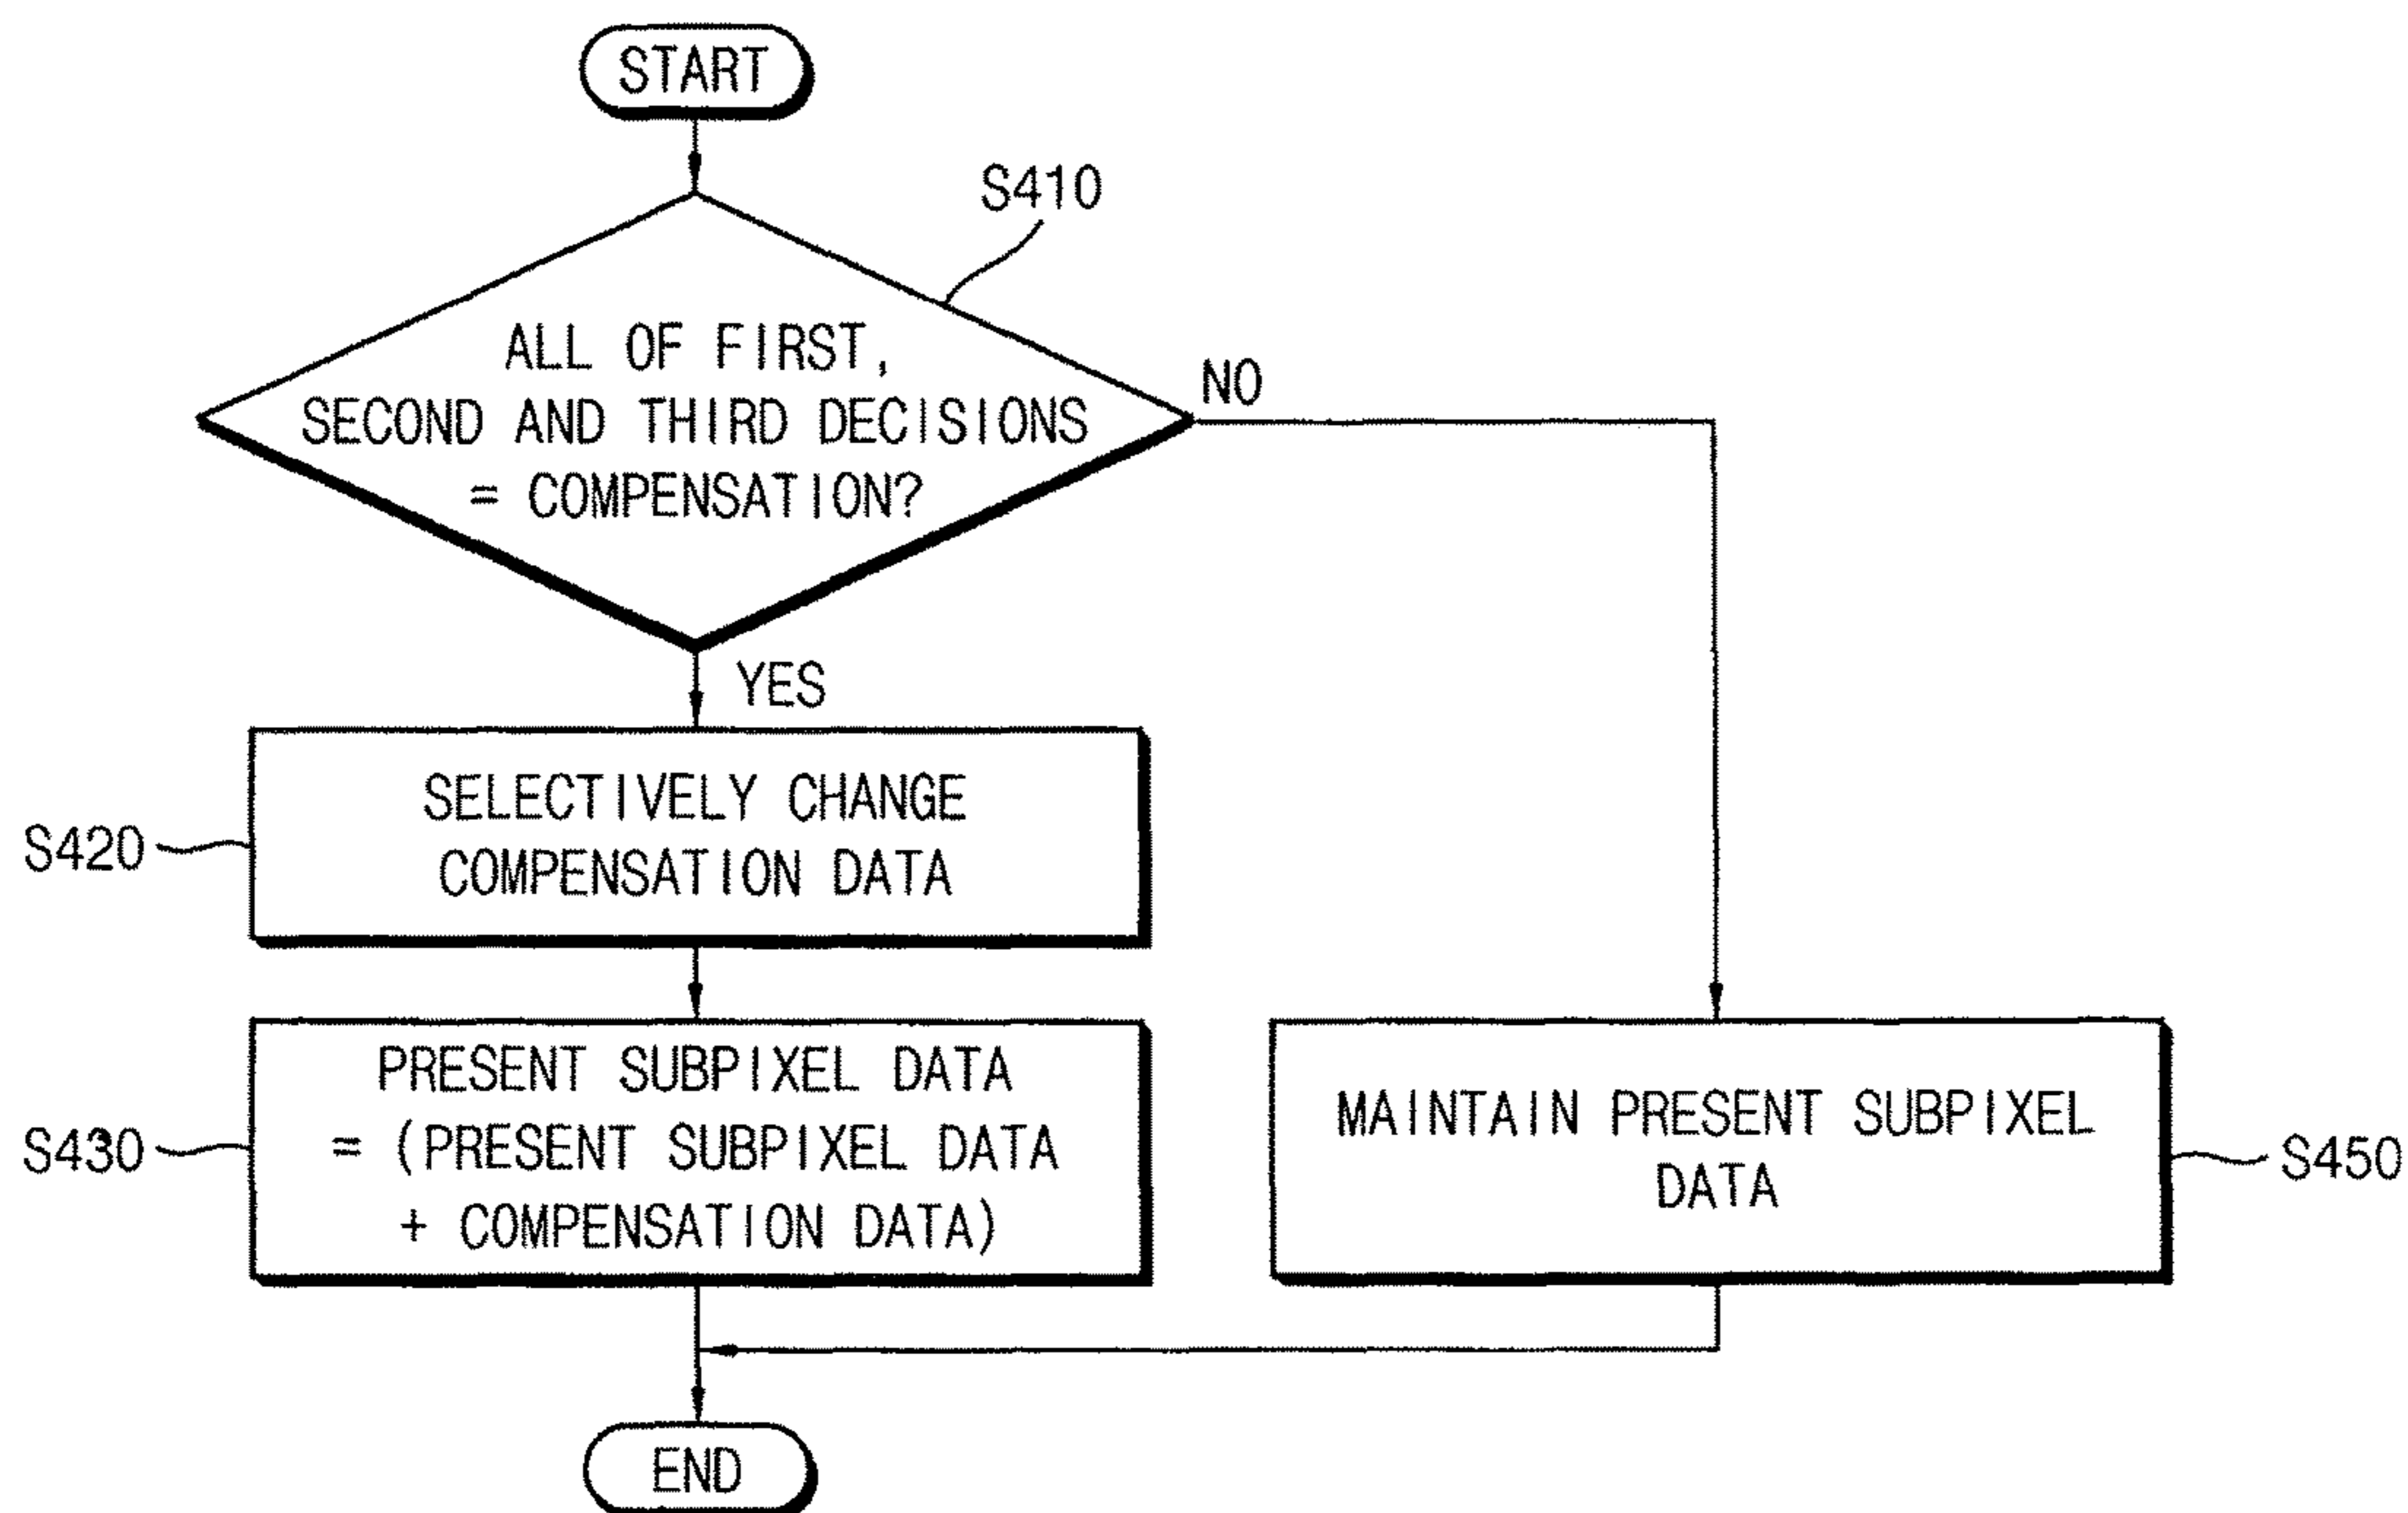 START
S410
ALL OF FIRST,
SECOND AND THIRD DECISIONS
= COMPENSATION?
NO
YES
SELECTIVELY CHANGE
COMPENSATION DATA
S420
PRESENT SUBPIXEL DATA
= (PRESENT SUBPIXEL DATA
+ COMPENSATION DATA)
S430
MAINTAIN PRESENT SUBPIXEL
DATA
S450
END